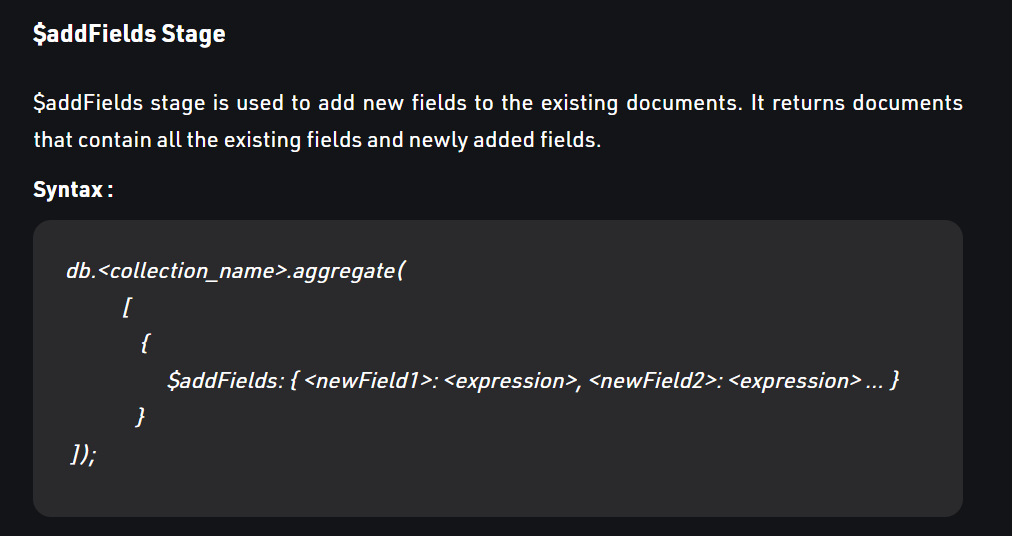 $addFields Stage
$addFields stage is used to add new fields to the existing documents. It returns documents
that contain all the existing fields and newly added fields.
Syntax :
db.<collection_name>.aggregate(
[
{
$addFields: { <newField1>: <expression>, <newField2>: <expression> ... }
}
]);